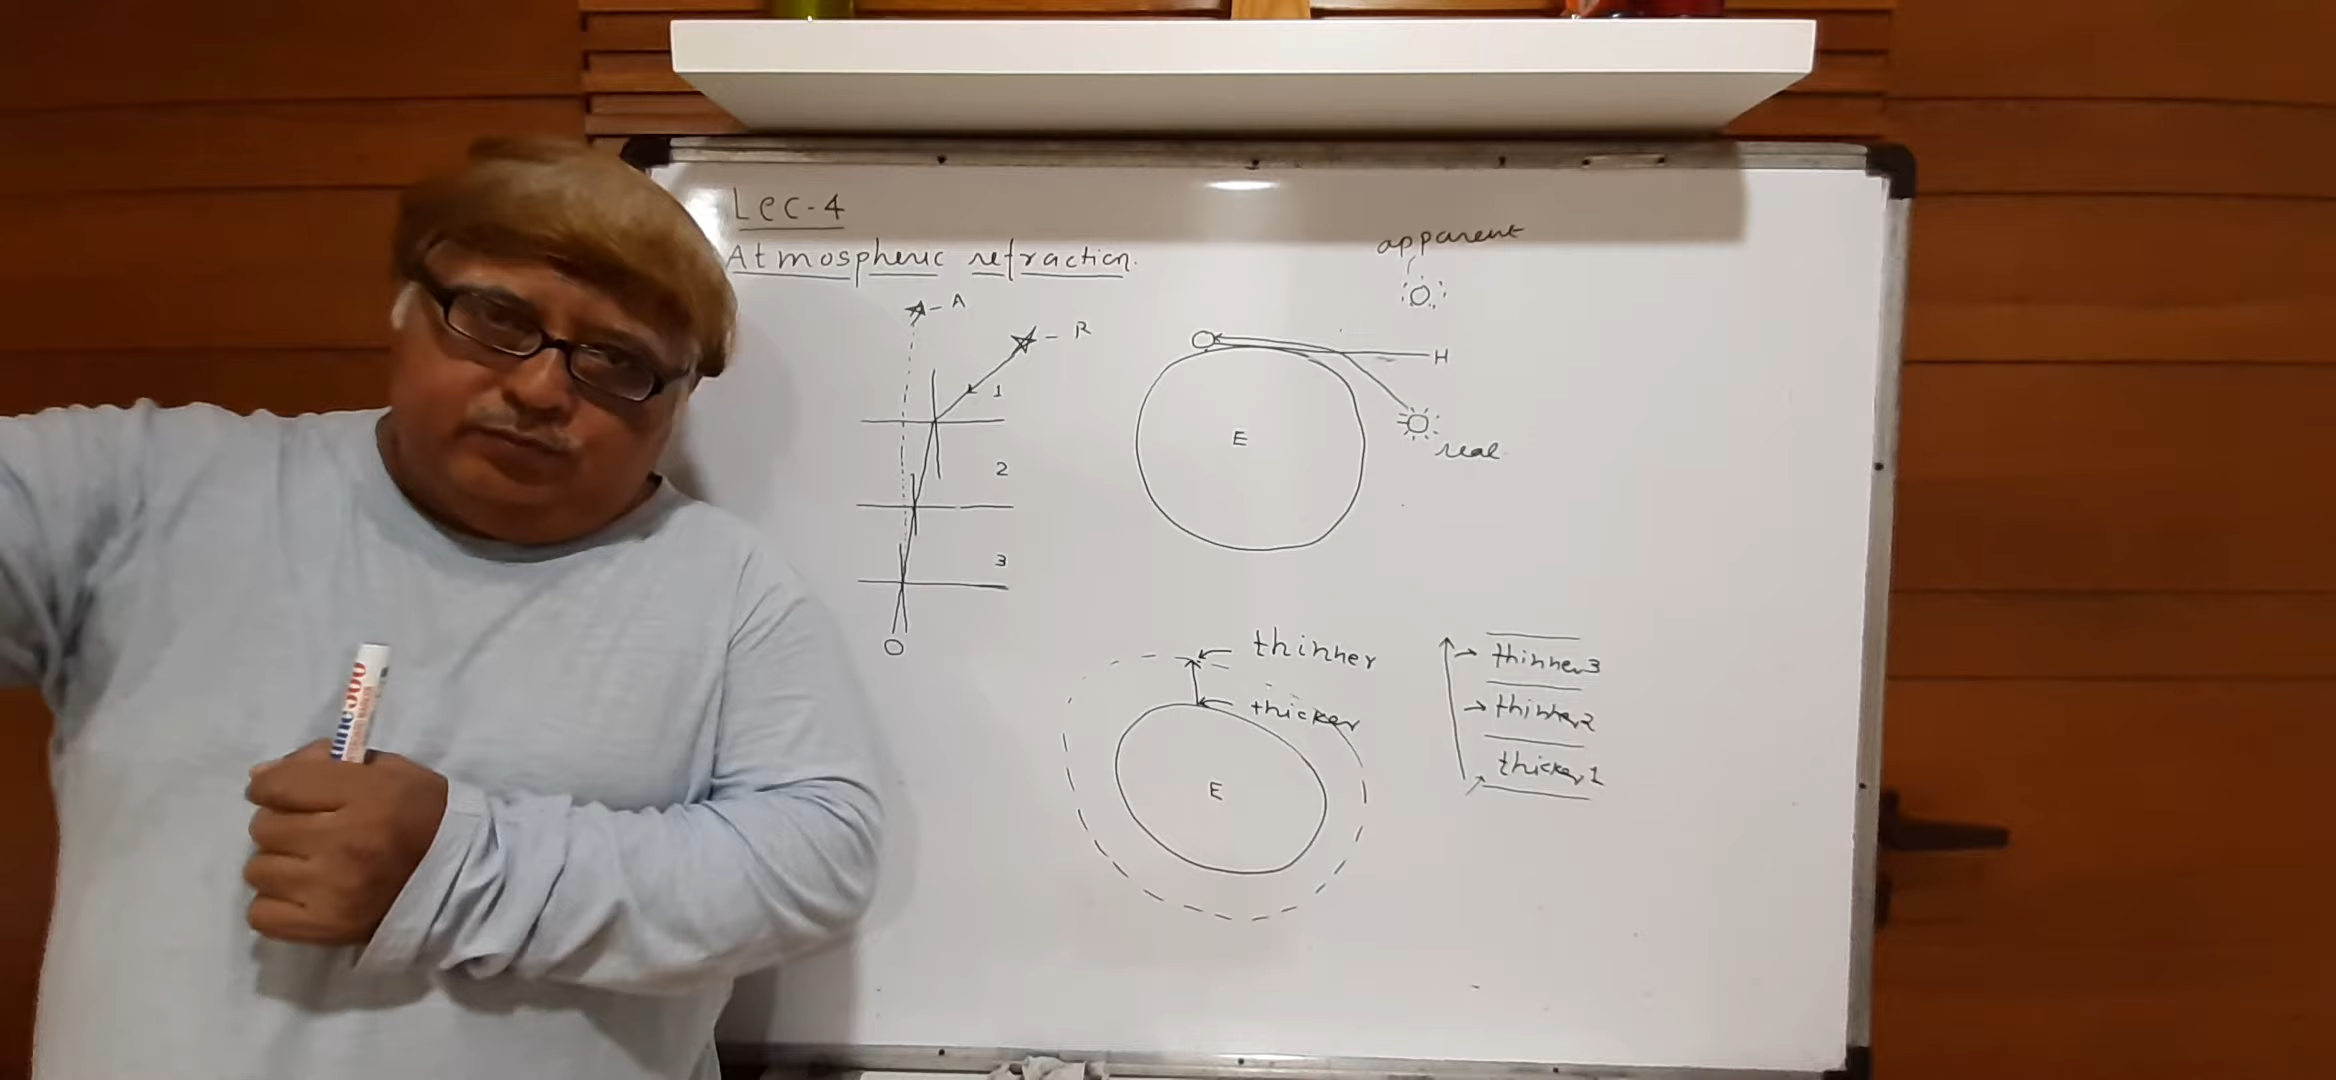 Lec-4
Atmospheric refraction.
A
R
1
2
3
O
apparent
H
E
real
thinner
thicker
E
thinner3
thinner2
thicker1